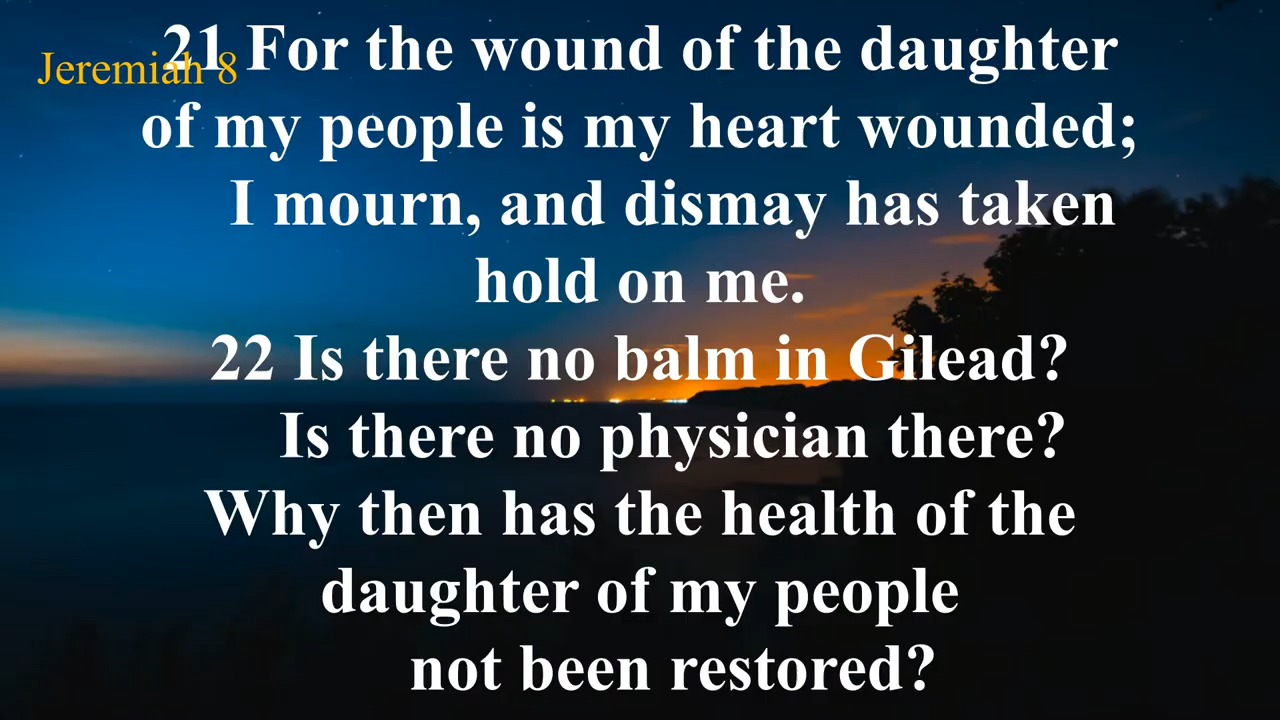 Jeremiah 8
21 For the wound of the daughter
of my people is my heart wounded;
I mourn, and dismay has taken
hold on me.
22 Is there no balm in Gilead?
Is there no physician there?
Why then has the health of the
daughter of my people
not been restored?